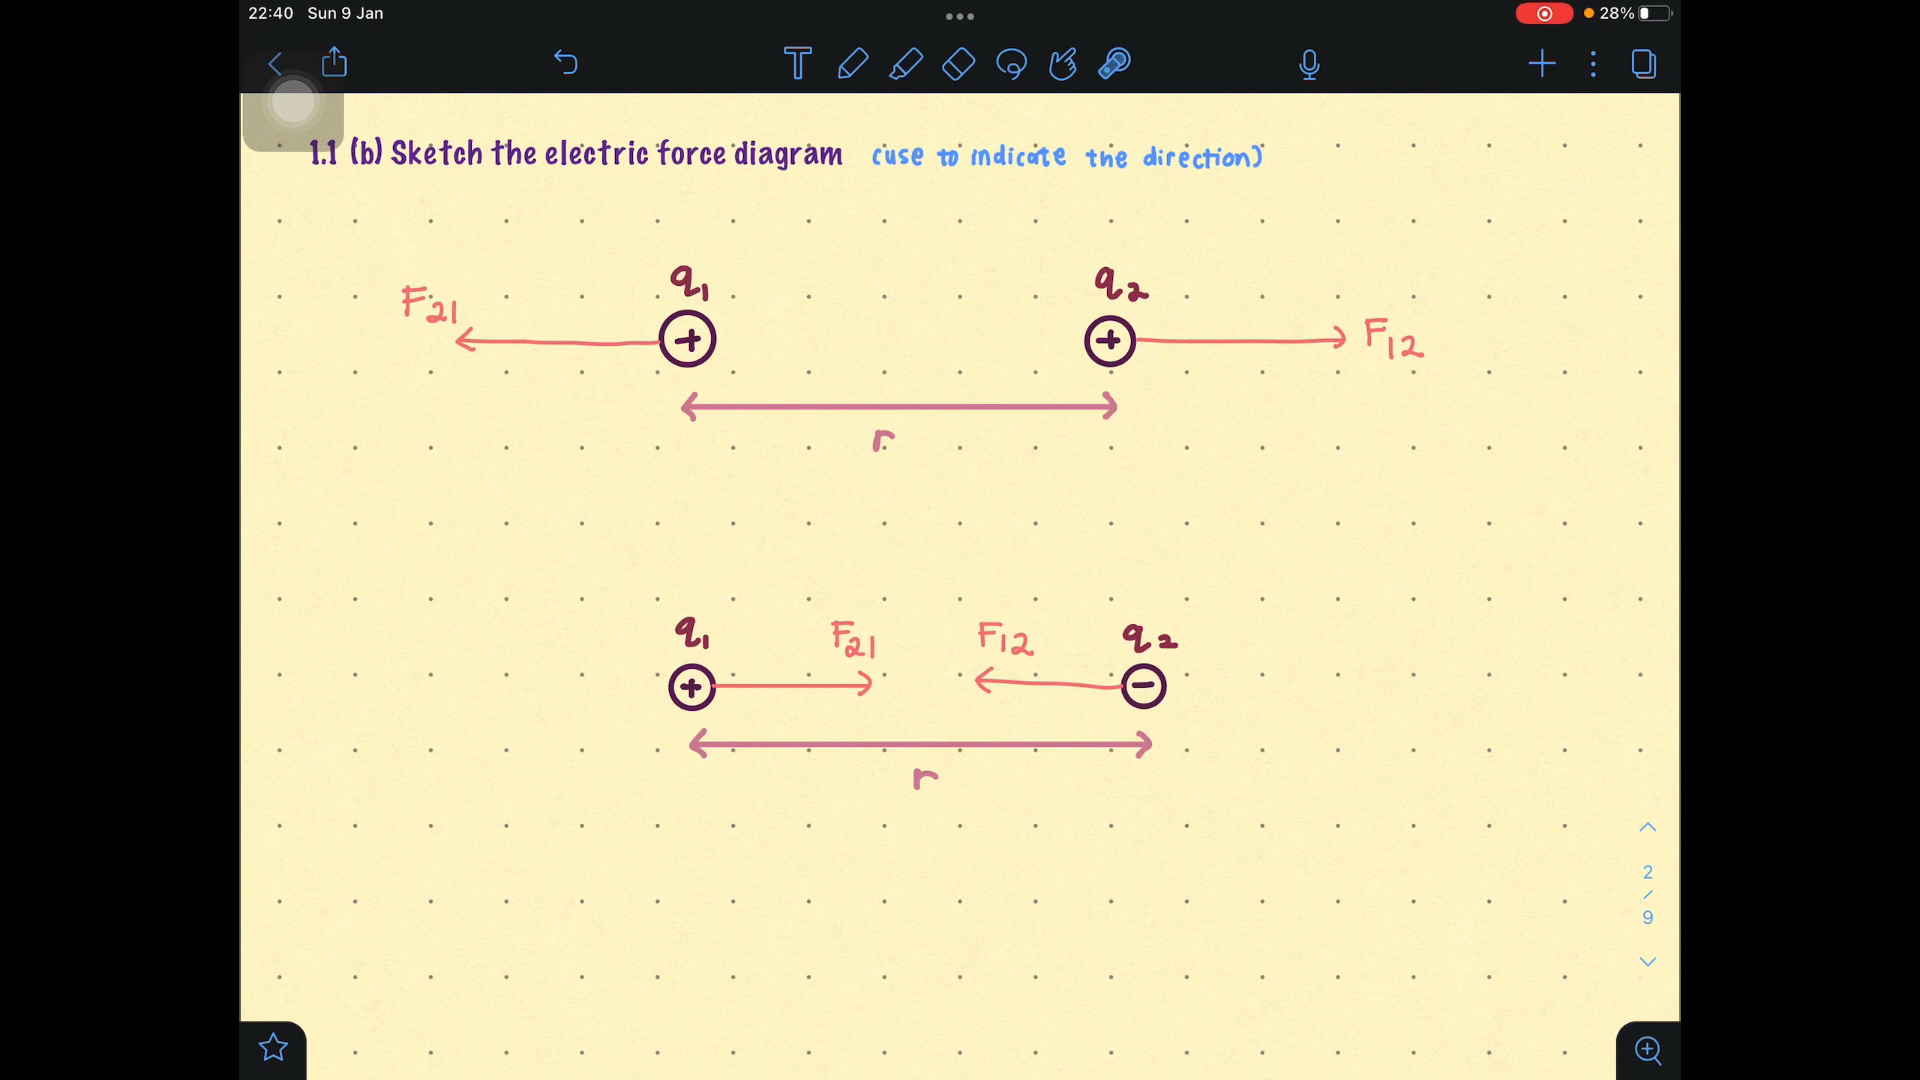 22:40 Sun 9 Jan
28%
1.1 (b) Sketch the electric force diagram (use to indicate the direction)
q1 q2
F21 + + F12
r
q1 F21 F12 q2
+ −
r
2
/
9